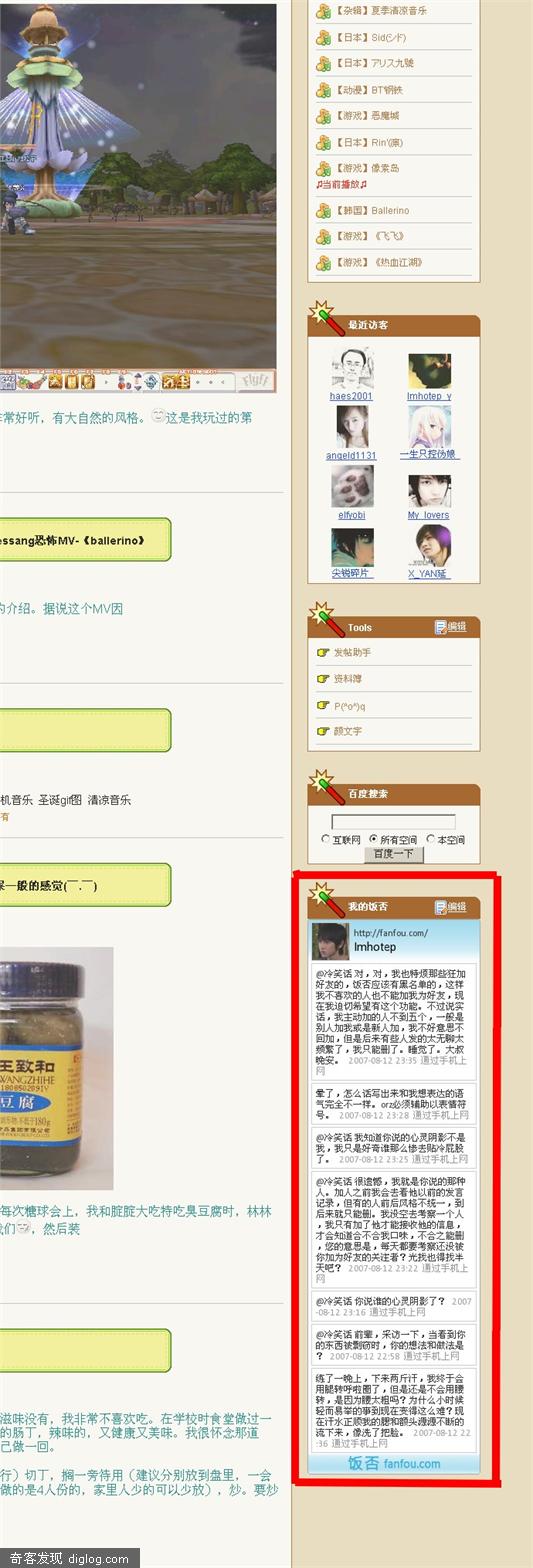 【杂辑】夏季清凉音乐
【日本】Sid(シド)
【日本】アリス九號
【动漫】BT钢鉄
【游戏】恶魔城
【日本】Rin'(凛)
【游戏】像素岛
♫当前播放♫
【韩国】Ballerino
【游戏】《飞飞》
【游戏】《热血江湖》
Flyff
非常好听，有大自然的风格。这是我玩过的第
essang恐怖MV-《ballerino》
的介绍。据说这个MV因
机音乐 圣诞gif图 清凉音乐
有
屎一般的感觉(￣.￣)
王致和
WANGZHIHE
豆腐
每次糖球会上，我和脏脏大吃特吃臭豆腐时，林林
我们，然后装
滋味没有，我非常不喜欢吃。在学校时食堂做过一
的肠丁，辣味的，又健康又美味。我很怀念那道
己做一回。
行）切丁，搁一旁待用（建议分别放到盘里，一会
做的是4人份的，家里人少的可以少放），炒。要炒
最近访客
haes2001
Imhotep_y
angeld1131
一生只控伪娘_
elfyobi
My_lovers
尖锐碎片_
X_YAN延_
Tools
编辑
发帖助手
资料簿
P(^o^)q
颜文字
百度搜索
互联网 所有空间 本空间
百度一下
我的饭否
编辑
http://fanfou.com/
Imhotep
@冷笑话 对，对，我也特烦那些狂加
好友的，饭否应该有黑名单的，这样
我不喜欢的人也不能加我为好友，现
在我迫切希望有这个功能。不过说实
话，我主动加的人不到五个，一般是
别人加我或是新人加，我不好意思不
回加，但是后来有些人发的太无聊太
频繁了，我只能删了。睡觉了。大叔
晚安。 2007-08-12 23:35 通过手机上
网
晕了，怎么话写出来和我想表达的语
气完全不一样。orz必须辅助以表情符
号。 2007-08-12 23:28 通过手机上网
@冷笑话 我知道你说的心灵阴影不是
我，我只是好奇谁那么惨去贴冷屁股
了。 2007-08-12 23:25 通过手机上网
@冷笑话 很遗憾，我就是你说的那种
人。加人之前我会去看他以前的发言
记录，但有的人前后风格不统一，到
后来就只能删。我没空去考察一个人
，我只有加了他才能接收他的信息，
才会知道合不合我口味，不合之能删
，您的意思是，每天都要考察还没被
你加为好友的关注者？光找也得找半
天吧？ 2007-08-12 23:22 通过手机上
网
@冷笑话 你说谁的心灵阴影了？ 2007
-08-12 23:16 通过手机上网
@冷笑话 前辈，采访一下，当看到你
的东西被剽窃时，你的想法和做法是
？ 2007-08-12 22:58 通过手机上网
练了一晚上，下来两斤汗，我终于会
用腿转呼啦圈了，但是还是不会用腰
转，是因为腰太粗吗？为什么小时候
轻而易举的事到现在变得这么难？现
在汗水正顺我的腮和额头源源不断的
流下来，像洗了把脸。 2007-08-12 22
:36 通过手机上网
饭否 fanfou.com
奇客发现 diglog.com